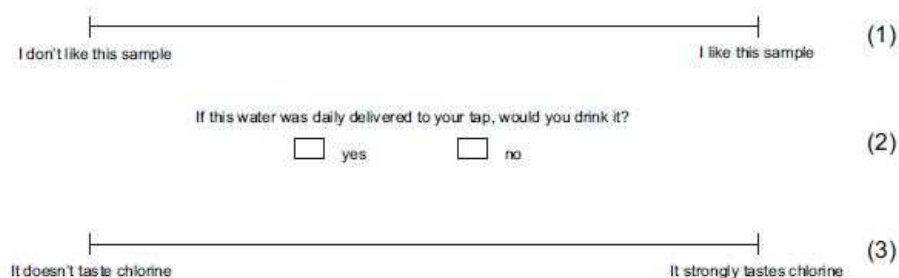 I don't like this sample I like this sample (1)
If this water was daily delivered to your tap, would you drink it?
yes no (2)
It doesn't taste chlorine It strongly tastes chlorine (3)